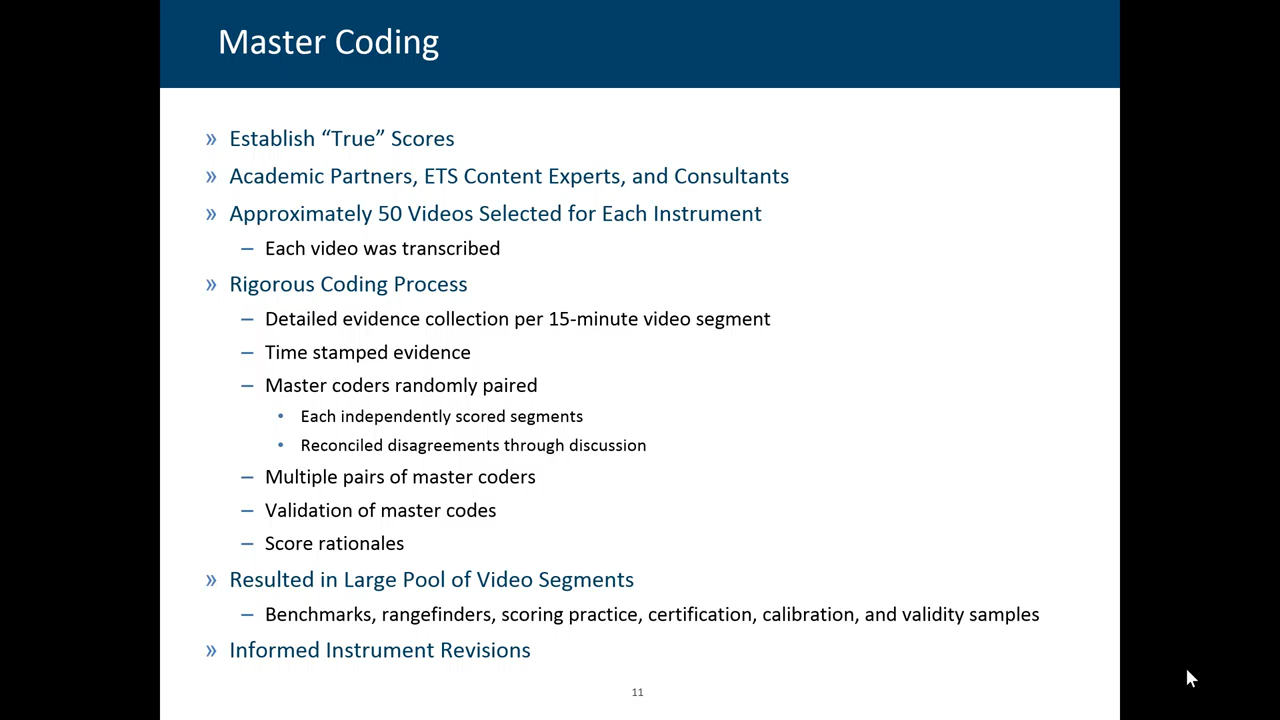 Master Coding
» Establish “True” Scores
» Academic Partners, ETS Content Experts, and Consultants
» Approximately 50 Videos Selected for Each Instrument
– Each video was transcribed
» Rigorous Coding Process
– Detailed evidence collection per 15-minute video segment
– Time stamped evidence
– Master coders randomly paired
• Each independently scored segments
• Reconciled disagreements through discussion
– Multiple pairs of master coders
– Validation of master codes
– Score rationales
» Resulted in Large Pool of Video Segments
– Benchmarks, rangefinders, scoring practice, certification, calibration, and validity samples
» Informed Instrument Revisions
11